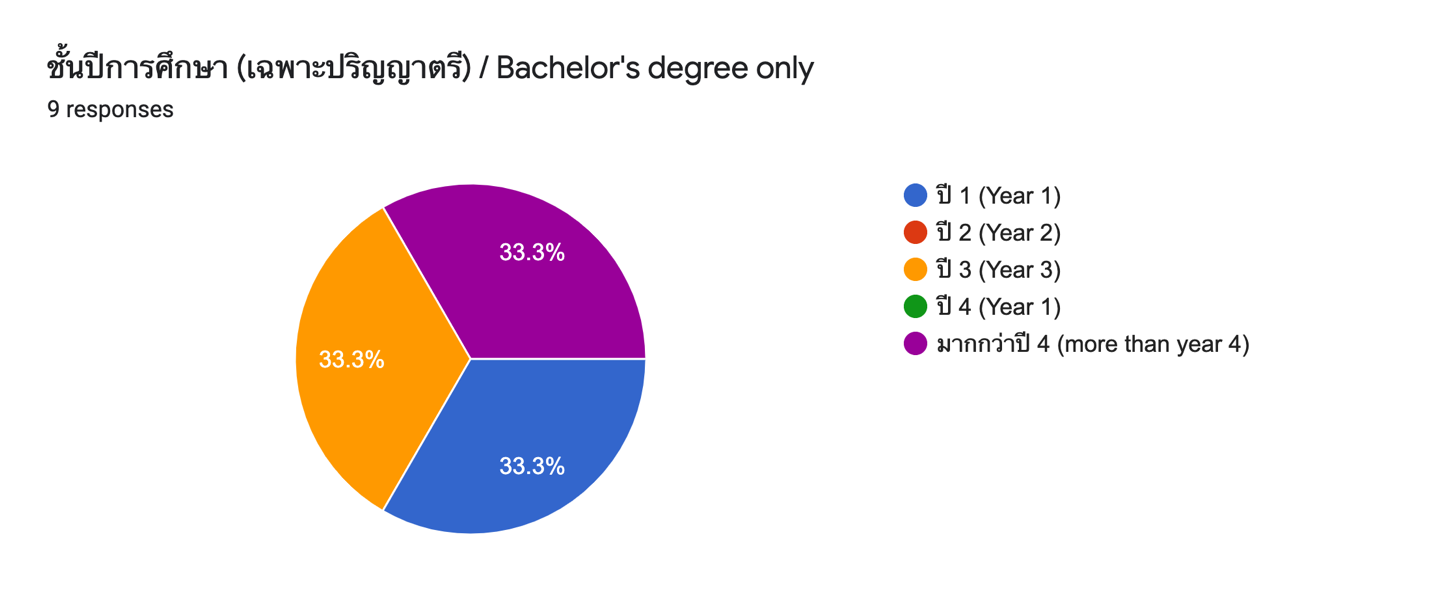 ชั้นปีการศึกษา (เฉพาะปริญญาตรี) / Bachelor's degree only
9 responses
33.3%
33.3%
33.3%
ปี 1 (Year 1)
ปี 2 (Year 2)
ปี 3 (Year 3)
ปี 4 (Year 1)
มากกว่าปี 4 (more than year 4)